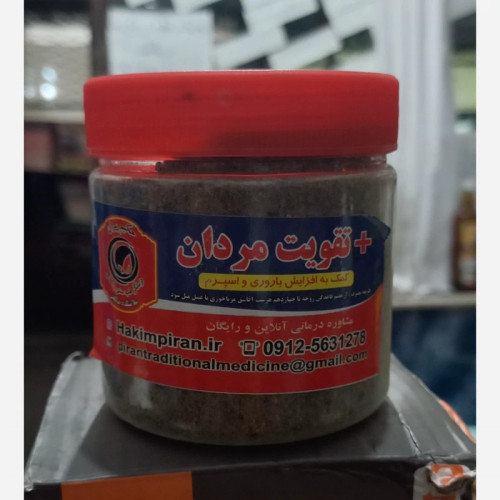 + تقویت مردان
کمک به افزایش باروری و اسپرم
مشاوره درمانی آنلاین و رایگان
Hakimpiran.ir ☎ 0912-5631278
pirantraditionalmedicine@gmail.com